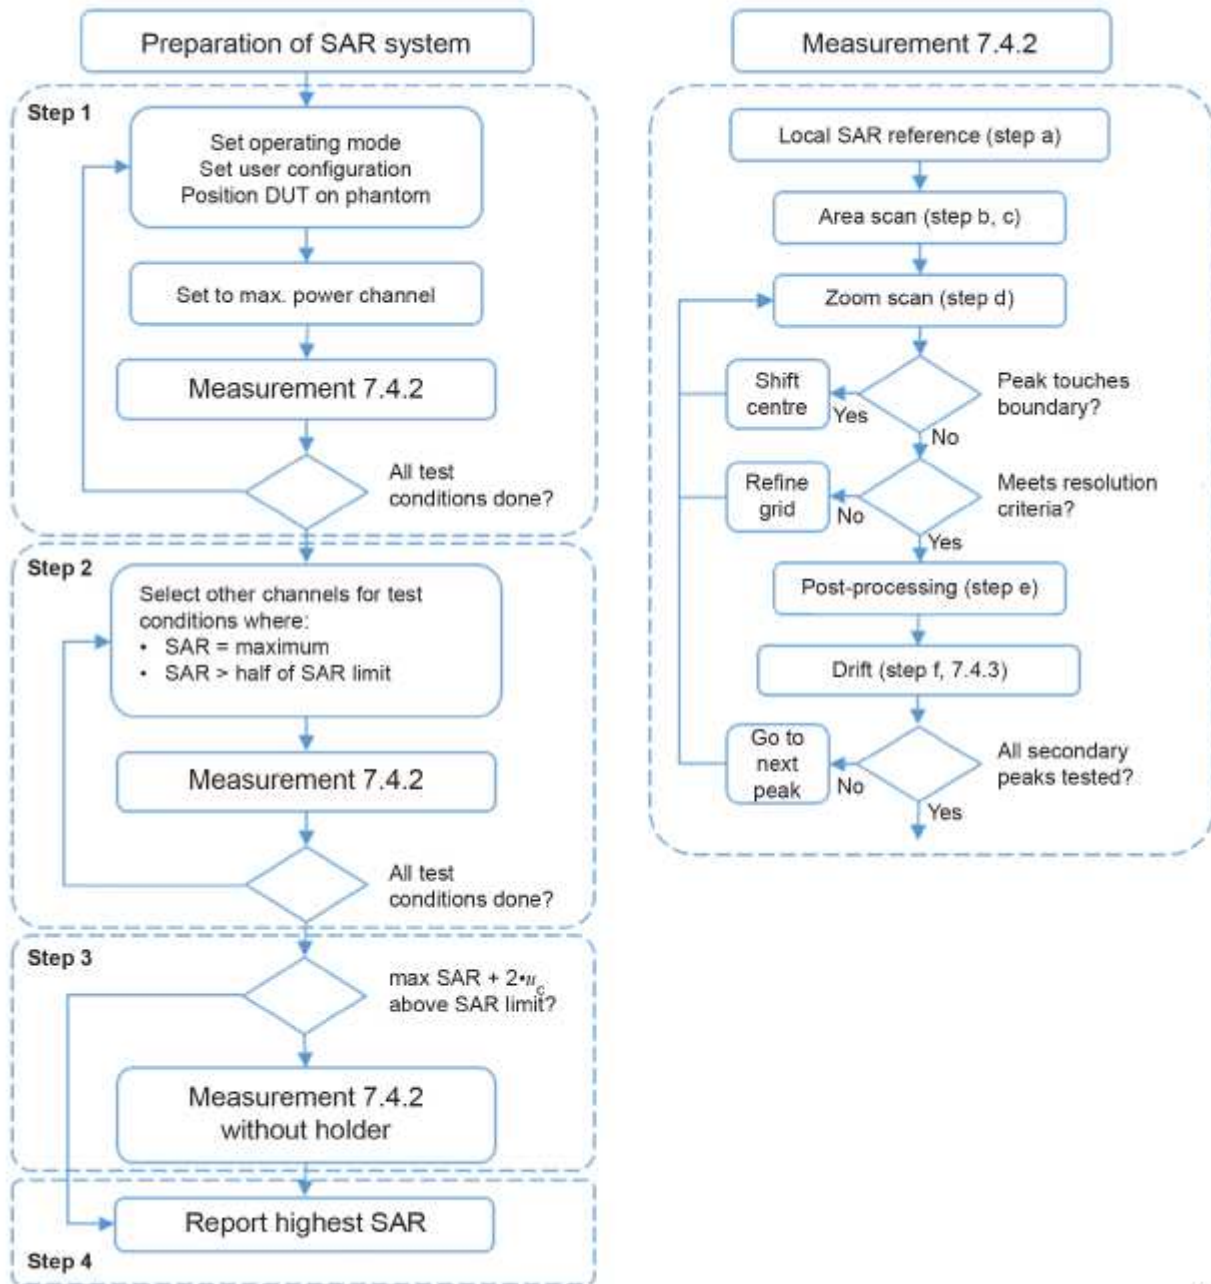 Preparation of SAR system
Step 1
Set operating mode
Set user configuration
Position DUT on phantom
Set to max. power channel
Measurement 7.4.2
All test
conditions done?
Step 2
Select other channels for test
conditions where:
• SAR = maximum
• SAR > half of SAR limit
Measurement 7.4.2
All test
conditions done?
Step 3
max SAR + 2•uc
above SAR limit?
Measurement 7.4.2
without holder
Report highest SAR
Step 4
Measurement 7.4.2
Local SAR reference (step a)
Area scan (step b, c)
Zoom scan (step d)
Shift
centre
Yes
Peak touches
boundary?
No
Refine
grid
No
Meets resolution
criteria?
Yes
Post-processing (step e)
Drift (step f, 7.4.3)
Go to
next
peak
No
All secondary
peaks tested?
Yes